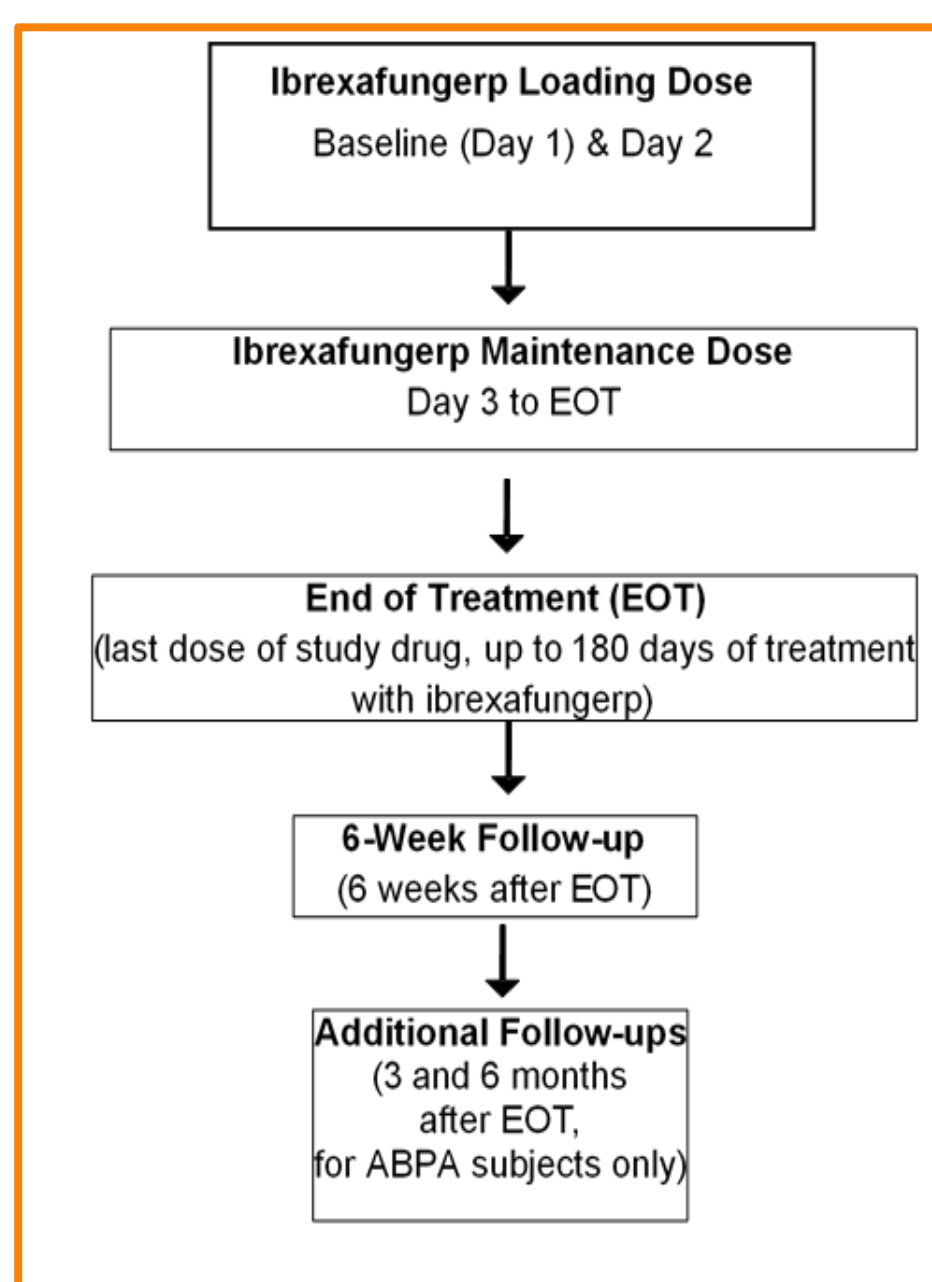 Ibrexafungerp Loading Dose
Baseline (Day 1) & Day 2
Ibrexafungerp Maintenance Dose
Day 3 to EOT
End of Treatment (EOT)
(last dose of study drug, up to 180 days of treatment
with ibrexafungerp)
6-Week Follow-up
(6 weeks after EOT)
Additional Follow-ups
(3 and 6 months
after EOT,
for ABPA subjects only)